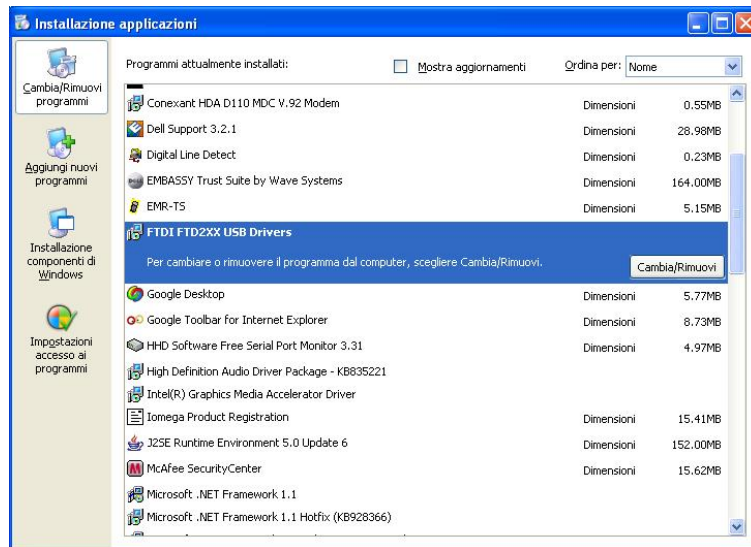 Installazione applicazioni
Cambia/Rimuovi
programmi
Aggiungi nuovi
programmi
Installazione
componenti di
Windows
Impostazioni
accesso ai
programmi
Programmi attualmente installati:
Mostra aggiornamenti
Ordina per: Nome
Conexant HDA D110 MDC V.92 Modem Dimensioni 0.55MB
Dell Support 3.2.1 Dimensioni 28.98MB
Digital Line Detect Dimensioni 0.23MB
EMBASSY Trust Suite by Wave Systems Dimensioni 164.00MB
EMR-TS Dimensioni 5.15MB
FTDI FTD2XX USB Drivers
Per cambiare o rimuovere il programma dal computer, scegliere Cambia/Rimuovi.
Cambia/Rimuovi
Google Desktop Dimensioni 5.77MB
Google Toolbar for Internet Explorer Dimensioni 8.73MB
HHD Software Free Serial Port Monitor 3.31 Dimensioni 4.97MB
High Definition Audio Driver Package - KB835221
Intel(R) Graphics Media Accelerator Driver
Iomega Product Registration Dimensioni 15.41MB
J2SE Runtime Environment 5.0 Update 6 Dimensioni 152.00MB
McAfee SecurityCenter Dimensioni 15.62MB
Microsoft .NET Framework 1.1
Microsoft .NET Framework 1.1 Hotfix (KB928366)